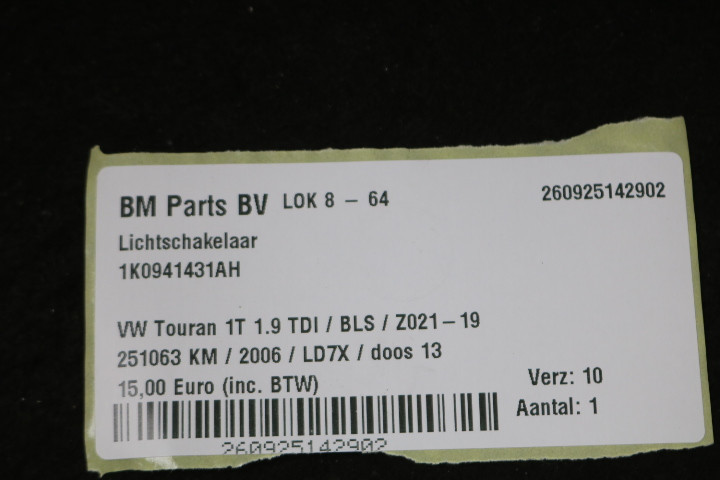 BM Parts BV LOK 8 – 64
260925142902
Lichtschakelaar
1K0941431AH
VW Touran 1T 1.9 TDI / BLS / Z021–19
251063 KM / 2006 / LD7X / doos 13
15,00 Euro (inc. BTW)
Verz: 10
Aantal: 1
260925142902